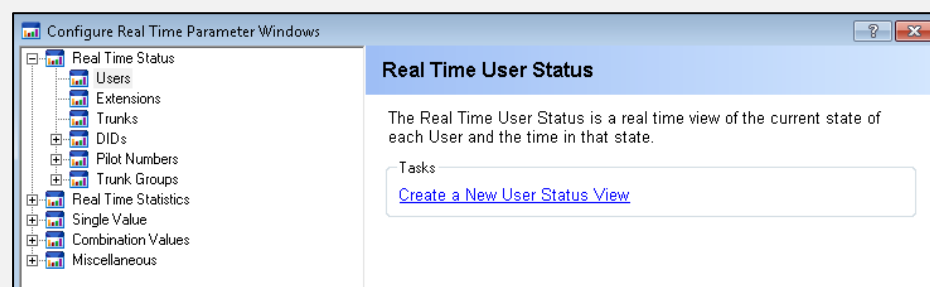 Configure Real Time Parameter Windows
Real Time Status
Users
Extensions
Trunks
DIDs
Pilot Numbers
Trunk Groups
Real Time Statistics
Single Value
Combination Values
Miscellaneous
Real Time User Status
The Real Time User Status is a real time view of the current state of
each User and the time in that state.
Tasks
Create a New User Status View